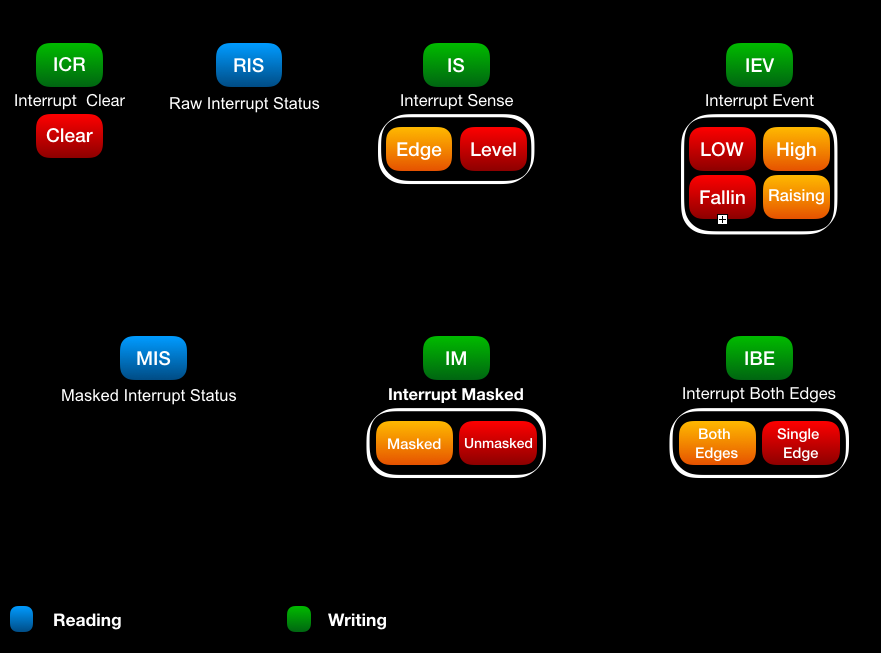 ICR
Interrupt  Clear
Clear
RIS
Raw Interrupt Status
IS
Interrupt Sense
Edge
Level
IEV
Interrupt Event
LOW
High
Fallin
Raising
MIS
Masked Interrupt Status
IM
Interrupt Masked
Masked
Unmasked
IBE
Interrupt Both Edges
Both
Edges
Single
Edge
Reading
Writing